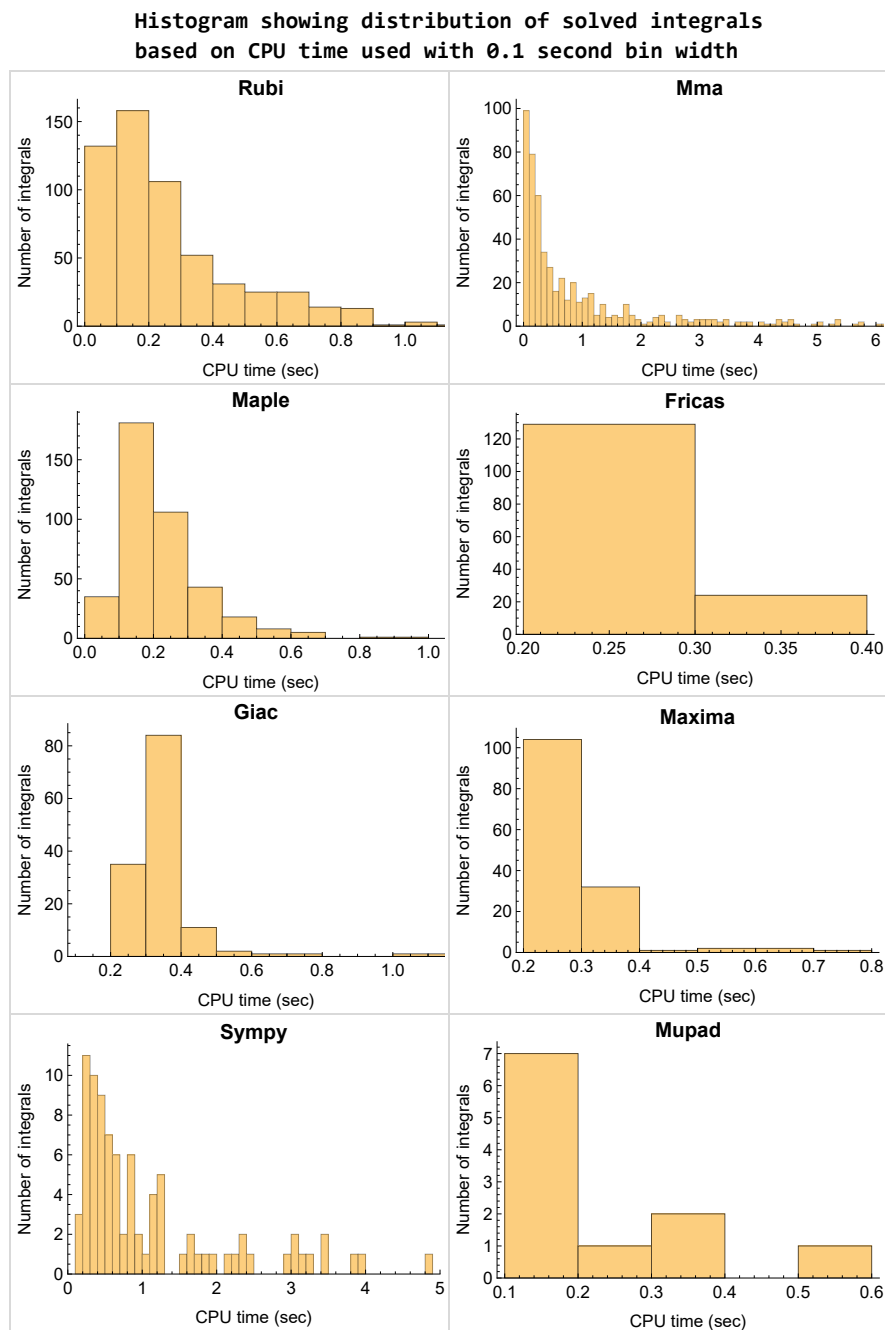 Histogram showing distribution of solved integrals
based on CPU time used with 0.1 second bin width
Rubi
Number of integrals
150
100
50
0
0.0 0.2 0.4 0.6 0.8 1.0
CPU time (sec)
Mma
Number of integrals
100
80
60
40
20
0
0 1 2 3 4 5 6
CPU time (sec)
Maple
Number of integrals
150
100
50
0
0.0 0.2 0.4 0.6 0.8 1.0
CPU time (sec)
Fricas
Number of integrals
120
100
80
60
40
20
0
0.20 0.25 0.30 0.35 0.40
CPU time (sec)
Giac
Number of integrals
80
60
40
20
0
0.2 0.4 0.6 0.8 1.0
CPU time (sec)
Maxima
Number of integrals
100
80
60
40
20
0
0.2 0.3 0.4 0.5 0.6 0.7 0.8
CPU time (sec)
Sympy
Number of integrals
10
8
6
4
2
0
0 1 2 3 4 5
CPU time (sec)
Mupad
Number of integrals
7
6
5
4
3
2
1
0
0.1 0.2 0.3 0.4 0.5 0.6
CPU time (sec)